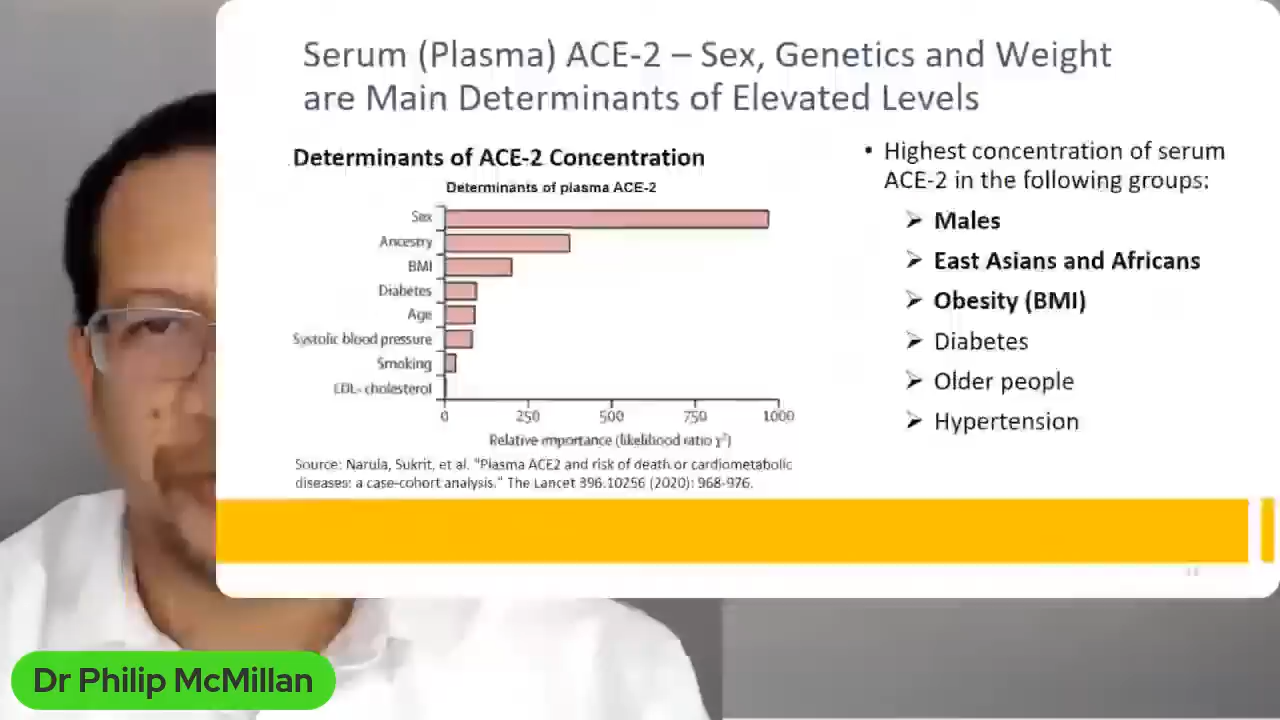 Serum (Plasma) ACE-2 – Sex, Genetics and Weight
are Main Determinants of Elevated Levels
Determinants of ACE-2 Concentration
Determinants of plasma ACE-2
Sex
Ancestry
BMI
Diabetes
Age
Systolic blood pressure
Smoking
LDL-cholesterol
0 250 500 750 1000
Relative importance (likelihood ratio χ²)
Source: Narula, Sukrit, et al. "Plasma ACE2 and risk of death or cardiometabolic
diseases: a case-cohort analysis." The Lancet 396.10256 (2020): 968-976.
• Highest concentration of serum
ACE-2 in the following groups:
➢ Males
➢ East Asians and Africans
➢ Obesity (BMI)
➢ Diabetes
➢ Older people
➢ Hypertension
Dr Philip McMillan